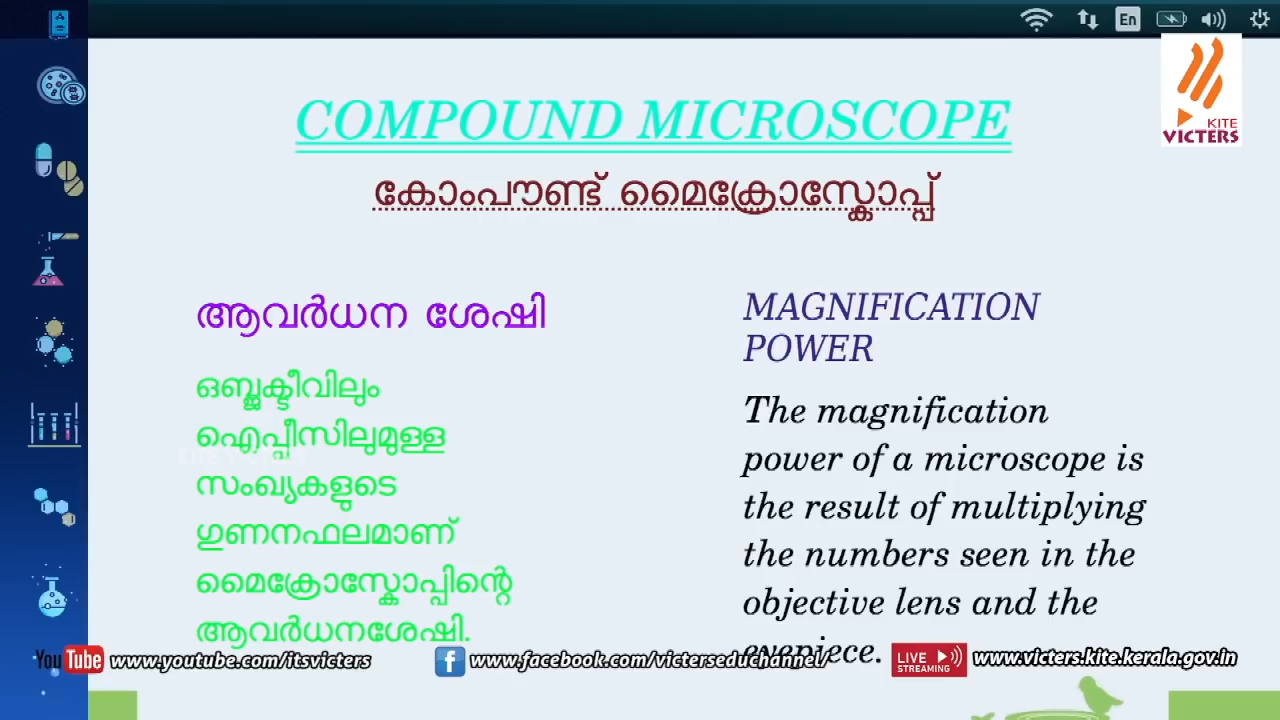 En
KITE
VICTERS
COMPOUND MICROSCOPE
കോംപൗണ്ട് മൈക്രോസ്കോപ്പ്
ആവർധന ശേഷി
ഒബ്ജക്ടീവിലും
ഐപ്പീസിലുമുള്ള
സംഖ്യകളുടെ
ഗുണനഫലമാണ്
മൈക്രോസ്കോപ്പിന്റെ
ആവർധനശേഷി.
MAGNIFICATION
POWER
The magnification
power of a microscope is
the result of multiplying
the numbers seen in the
objective lens and the
eyepiece.
YouTube www.youtube.com/itsvicters
f www.facebook.com/victerseduchannel/
LIVE STREAMING www.victers.kite.kerala.gov.in